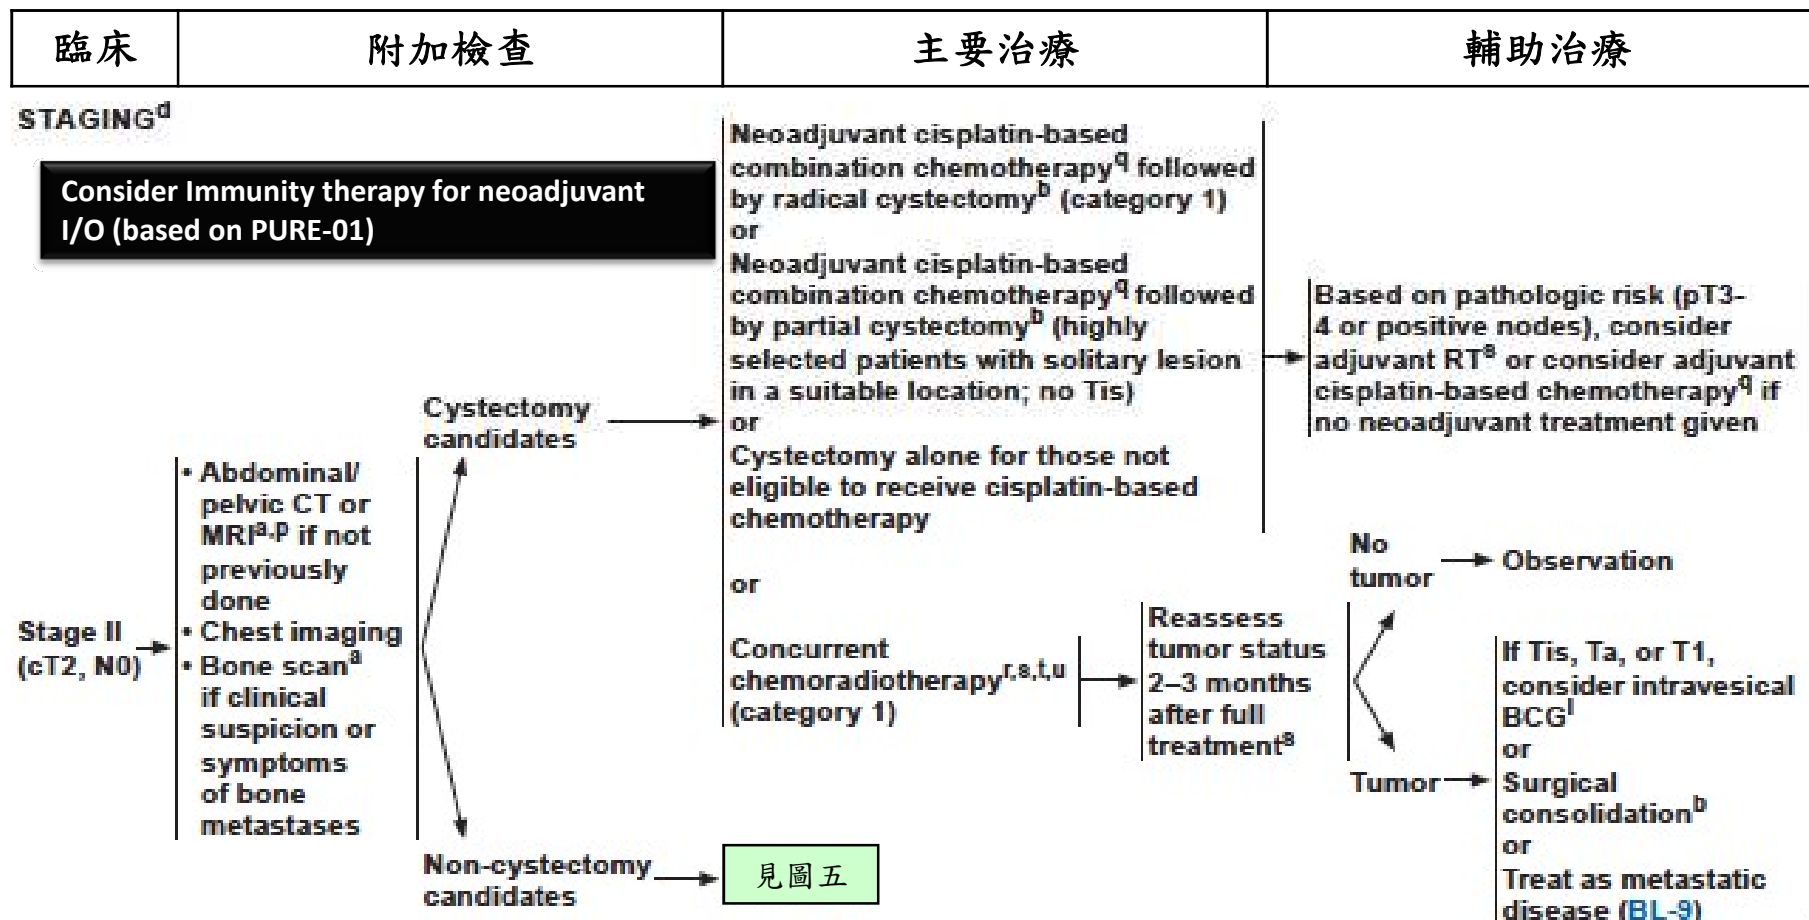 臨床
附加檢查
主要治療
輔助治療
STAGINGᵈ
Consider Immunity therapy for neoadjuvant
I/O (based on PURE-01)
Stage II
(cT2, N0)
• Abdominal/
pelvic CT or
MRIᵃ,ᵖ if not
previously
done
• Chest imaging
• Bone scanᵃ
if clinical
suspicion or
symptoms
of bone
metastases
Cystectomy
candidates
Non-cystectomy
candidates
見圖五
Neoadjuvant cisplatin-based
combination chemotherapy�q followed
by radical cystectomyᵇ (category 1)
or
Neoadjuvant cisplatin-based
combination chemotherapyq followed
by partial cystectomyᵇ (highly
selected patients with solitary lesion
in a suitable location; no Tis)
or
Cystectomy alone for those not
eligible to receive cisplatin-based
chemotherapy
or
Concurrent
chemoradiotherapyʳ,ˢ,ᵗ,ᵘ
(category 1)
Based on pathologic risk (pT3-
4 or positive nodes), consider
adjuvant RTˢ or consider adjuvant
cisplatin-based chemotherapyq if
no neoadjuvant treatment given
Reassess
tumor status
2–3 months
after full
treatmentˢ
No
tumor
Observation
Tumor
If Tis, Ta, or T1,
consider intravesical
BCGˡ
or
Surgical
consolidationᵇ
or
Treat as metastatic
disease (BL-9)